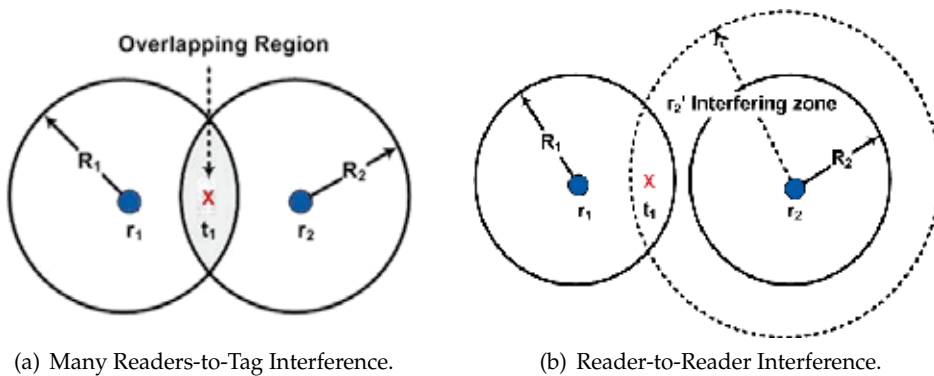 Overlapping Region
R1
R2
X
r1
t1
r2
(a) Many Readers-to-Tag Interference.
r2' Interfering zone
R1
R2
X
r1
t1
r2
(b) Reader-to-Reader Interference.